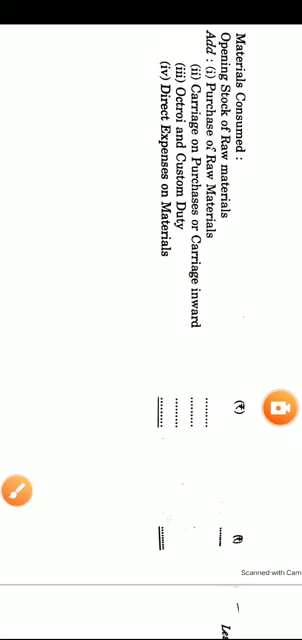 Materials Consumed : (₹) (₹)
Opening Stock of Raw materials ........
Add : (i) Purchase of Raw Materials ........
(ii) Carriage on Purchases or Carriage inward ........
(iii) Octroi and Custom Duty ........
(iv) Direct Expenses on Materials ........ ........
Scanned with Cam
Les